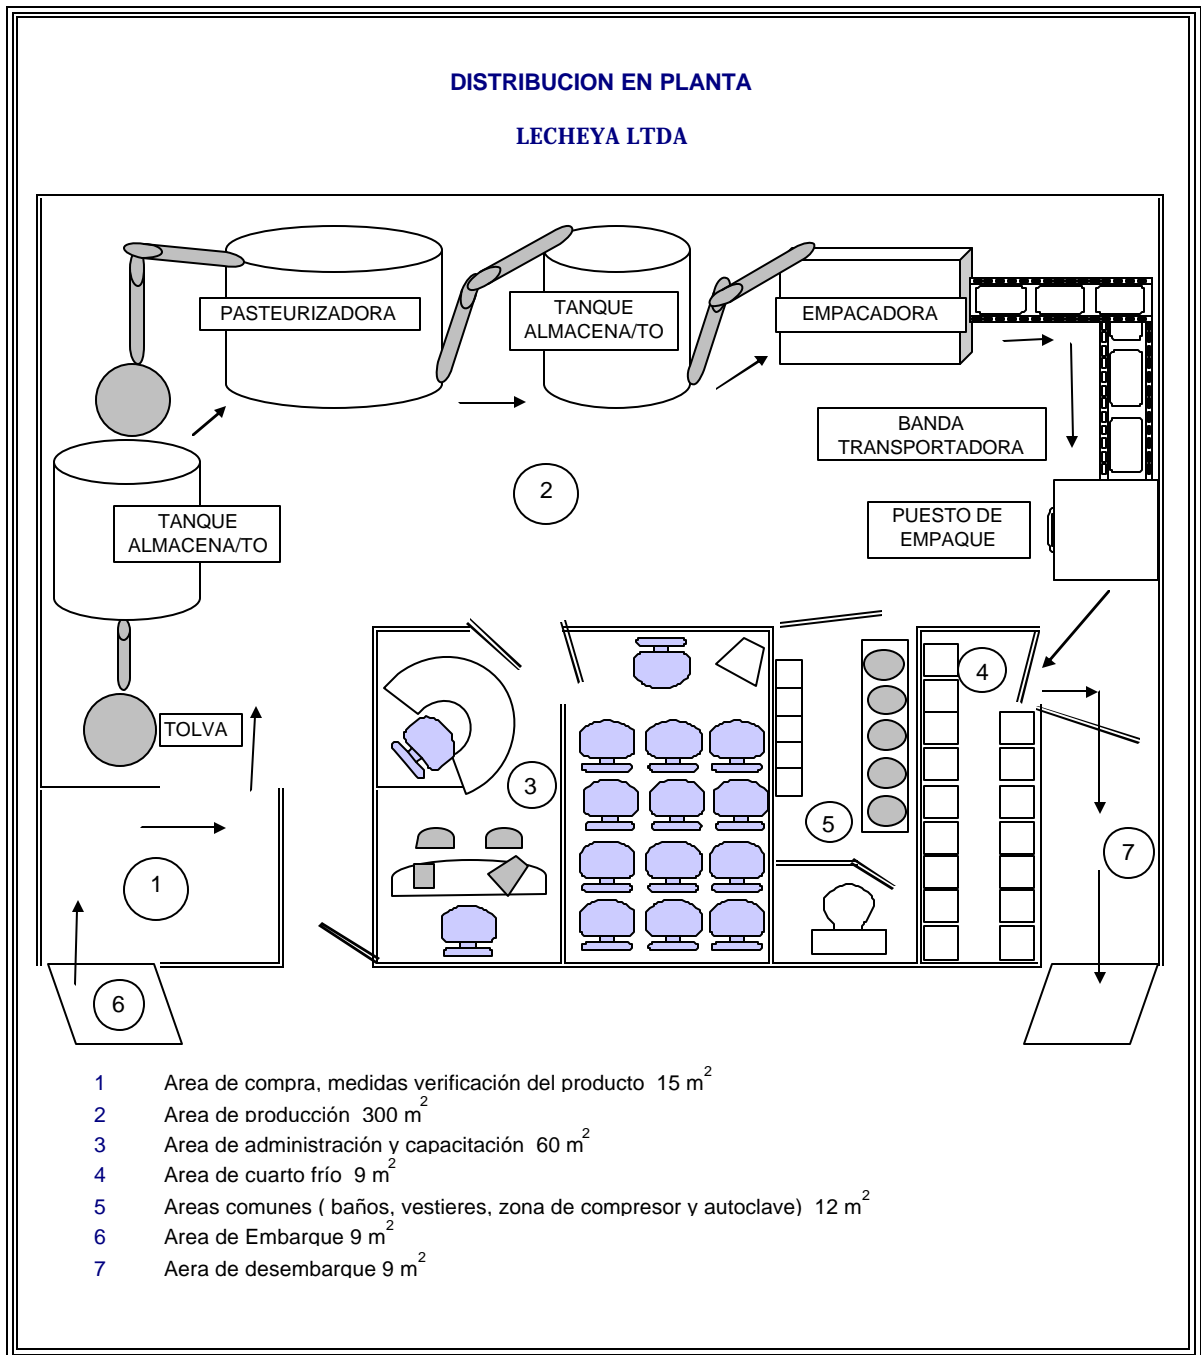 DISTRIBUCION EN PLANTA
LECHEYA LTDA
PASTEURIZADORA
TANQUE
ALMACENA/TO
EMPACADORA
BANDA
TRANSPORTADORA
2
TANQUE
ALMACENA/TO
PUESTO DE
EMPAQUE
TOLVA
4
3
5
7
1
6
1 Area de compra, medidas verificación del producto 15 m2
2 Area de producción 300 m2
3 Area de administración y capacitación 60 m2
4 Area de cuarto frío 9 m2
5 Areas comunes ( baños, vestieres, zona de compresor y autoclave) 12 m2
6 Area de Embarque 9 m2
7 Aera de desembarque 9 m2